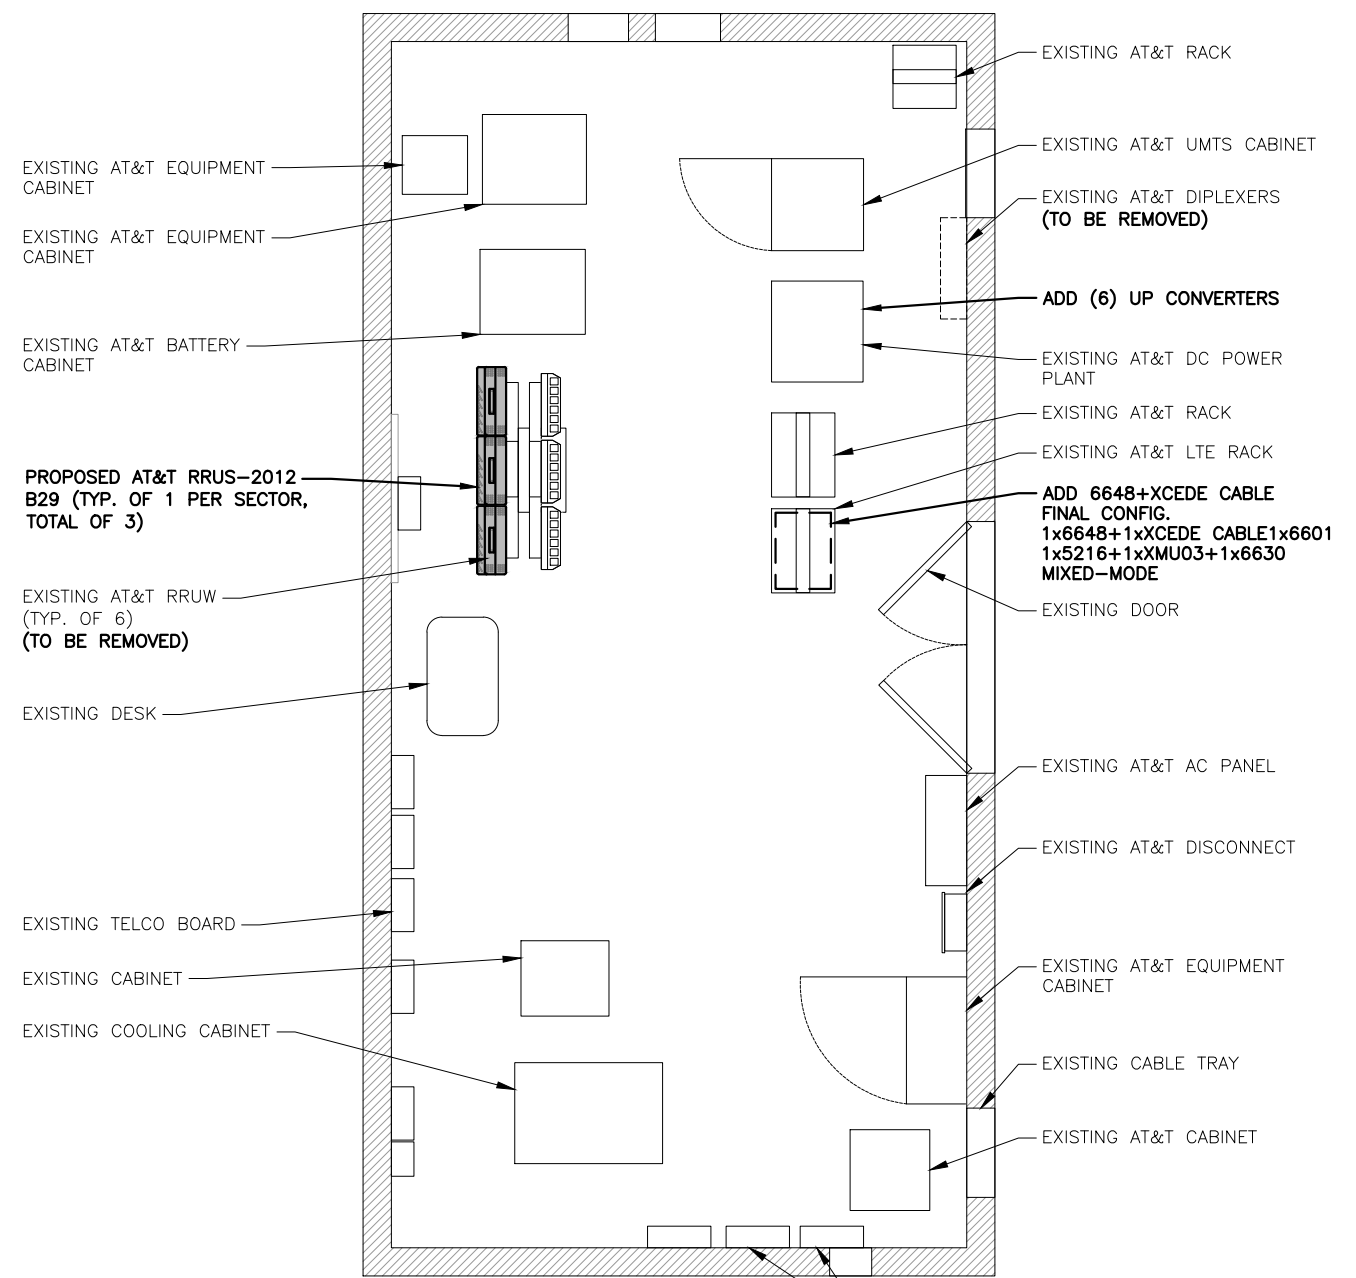 EXISTING AT&T EQUIPMENT
CABINET
EXISTING AT&T EQUIPMENT
CABINET
EXISTING AT&T BATTERY
CABINET
PROPOSED AT&T RRUS-2012
B29 (TYP. OF 1 PER SECTOR,
TOTAL OF 3)
EXISTING AT&T RRUW
(TYP. OF 6)
(TO BE REMOVED)
EXISTING DESK
EXISTING TELCO BOARD
EXISTING CABINET
EXISTING COOLING CABINET
EXISTING AT&T RACK
EXISTING AT&T UMTS CABINET
EXISTING AT&T DIPLEXERS
(TO BE REMOVED)
ADD (6) UP CONVERTERS
EXISTING AT&T DC POWER
PLANT
EXISTING AT&T RACK
EXISTING AT&T LTE RACK
ADD 6648+XCEDE CABLE
FINAL CONFIG.
1x6648+1xXCEDE CABLE1x6601
1x5216+1xXMU03+1x6630
MIXED-MODE
EXISTING DOOR
EXISTING AT&T AC PANEL
EXISTING AT&T DISCONNECT
EXISTING AT&T EQUIPMENT
CABINET
EXISTING CABLE TRAY
EXISTING AT&T CABINET